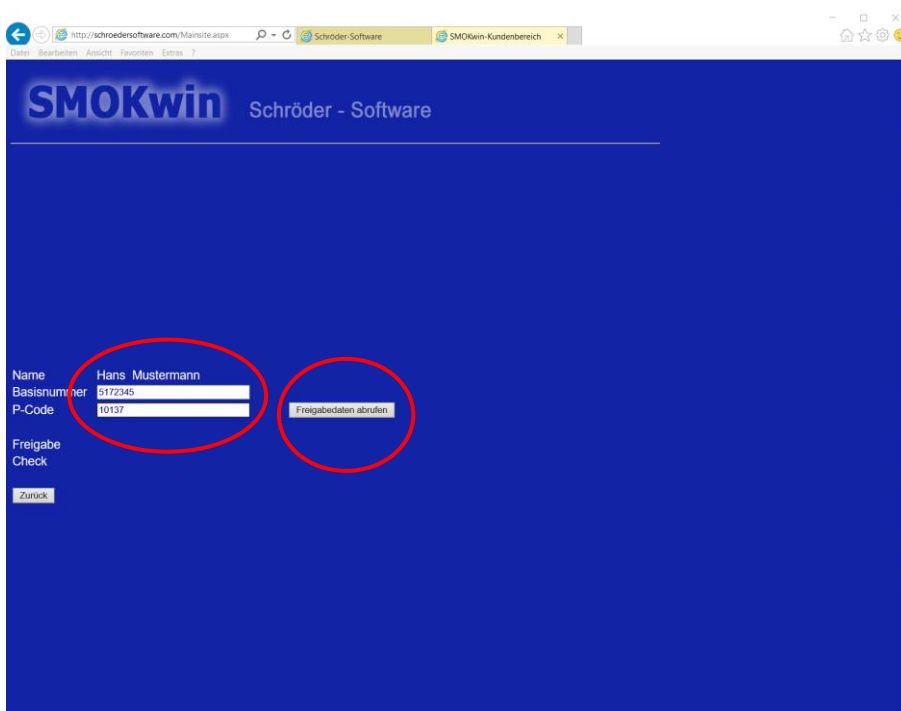 http://schroedersoftware.com/Mainsite.aspx
Schröder-Software
SMOKwin-Kundenbereich
Datei Bearbeiten Ansicht Favoriten Extras ?
SMOKwin Schröder - Software
Name Hans Mustermann
Basisnummer 5172345
P-Code 10137 Freigabedaten abrufen
Freigabe
Check
Zurück